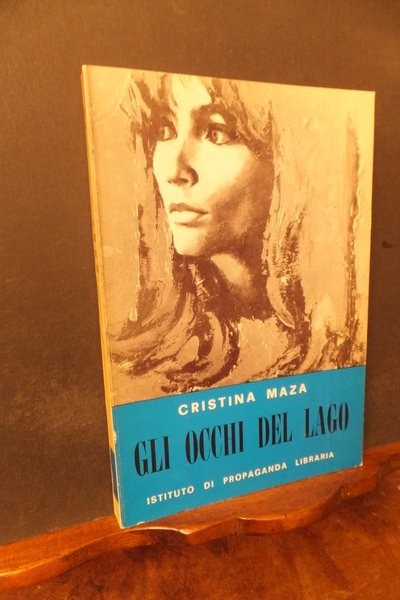 CRISTINA MAZA
GLI OCCHI DEL LAGO
ISTITUTO DI PROPAGANDA LIBRARIA